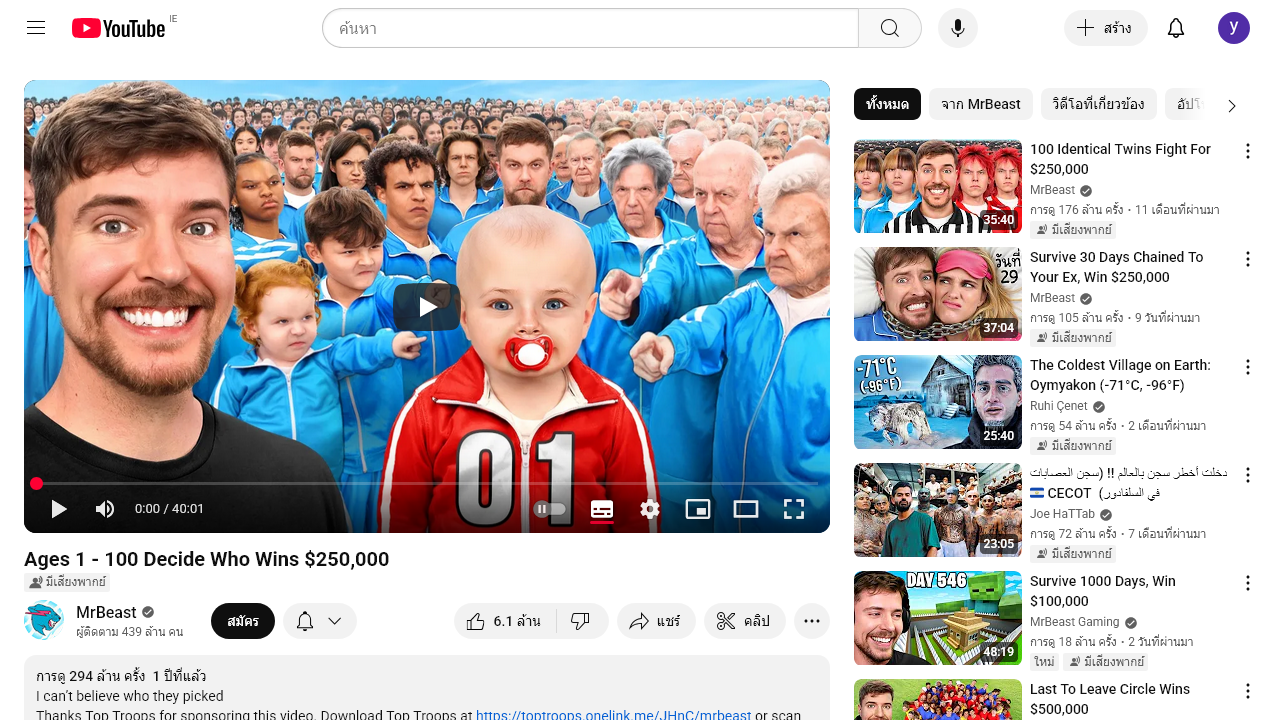 YouTube IE
ค้นหา
สร้าง
y
01
0:00 / 40:01
Ages 1 - 100 Decide Who Wins $250,000
มีเสียงพากย์
MrBeast
ผู้ติดตาม 439 ล้าน คน
สมัคร
6.1 ล้าน
แชร์
คลิป
การดู 294 ล้าน ครั้ง 1 ปีที่แล้ว
I can’t believe who they picked
Thanks Top Troops for sponsoring this video. Download Top Troops at https://toptroops.onelink.me/JHnC/mrbeast or scan
ทั้งหมด
จาก MrBeast
วิดีโอที่เกี่ยวข้อง
35:40
100 Identical Twins Fight For
$250,000
MrBeast
การดู 176 ล้าน ครั้ง • 11 เดือนที่ผ่านมา
มีเสียงพากย์
วันที่
29
37:04
Survive 30 Days Chained To
Your Ex, Win $250,000
MrBeast
การดู 105 ล้าน ครั้ง • 9 วันที่ผ่านมา
มีเสียงพากย์
-71°C
(-96°F)
25:40
The Coldest Village on Earth:
Oymyakon (-71°C, -96°F)
Ruhi Çenet
การดู 54 ล้าน ครั้ง • 2 เดือนที่ผ่านมา
มีเสียงพากย์
23:05
دخلت أخطر سجن بالعالم !! (سجن العصابات
في السلفادور) CECOT 🇸🇻
Joe HaTTab
การดู 72 ล้าน ครั้ง • 7 เดือนที่ผ่านมา
มีเสียงพากย์
DAY 546
48:19
Survive 1000 Days, Win
$100,000
MrBeast Gaming
การดู 18 ล้าน ครั้ง • 2 วันที่ผ่านมา
ใหม่ มีเสียงพากย์
Last To Leave Circle Wins
$500,000